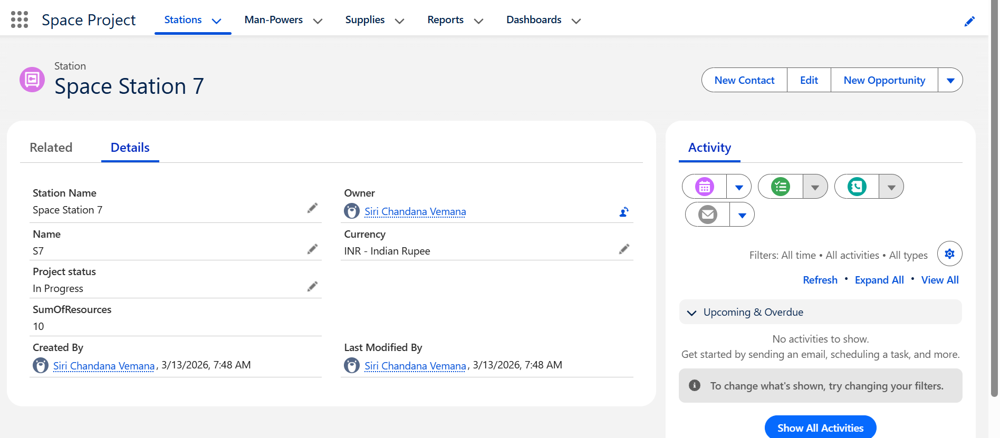 Space Project
Stations
Man-Powers
Supplies
Reports
Dashboards
Station
Space Station 7
New Contact
Edit
New Opportunity
Related
Details
Station Name
Space Station 7
Owner
Siri Chandana Vemana
Name
S7
Currency
INR - Indian Rupee
Project status
In Progress
SumOfResources
10
Created By
Siri Chandana Vemana, 3/13/2026, 7:48 AM
Last Modified By
Siri Chandana Vemana, 3/13/2026, 7:48 AM
Activity
Filters: All time • All activities • All types
Refresh • Expand All • View All
Upcoming & Overdue
No activities to show.
Get started by sending an email, scheduling a task, and more.
To change what's shown, try changing your filters.
Show All Activities